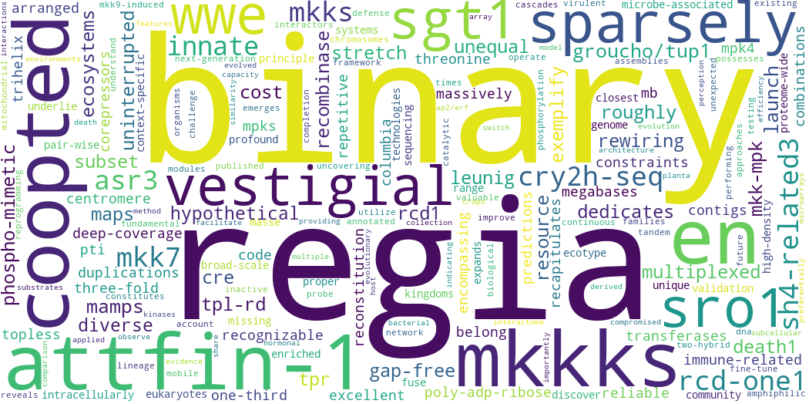 binary
regia
coopted
vestigial
sparsely
attfin-1
mkkks
sgt1
wwe
en
sro1
sh4-related3
mkks
innate
mkk7
asr3
cry2h-seq
rcd-one1
stretch
unequal
groucho/tup1
mpk4
threonine
massively
cost
recombinase
repetitive
columbia
technologies
sequencing
mb
closest
roughly
genome
rewiring
constraints
mkk-mpk
launch
combinations
proteome-wide
exemplify
arranged
trihelix
ecosystems
corepressors
uninterrupted
context-specific
underlie
pair-wise
subset
centromere
maps
method
hypothetical
rcd1
leunig
range
megabases
dedicates
contigs
high-density
resource
recapitulates
predictions
encompassing
multiplexed
transferases
death1
immune-related
fine-tune
community
amphiphilic
phospho-mimetic
reprogramming
deep-coverage
pti
duplications
three-fold
constitutes
mamps
diverse
kinases
substrates
topless
applied
observe
recognizable
belong
gap-free
fuse
tpr
tpl-rd
cre
code
broad-scale
inactive
probe
proper
account
missing
enriched
hormonal
evidence
mobile
lineage
share
bacterial
network
reconstitution
evolutionary
host
kingdoms
indicating
expands
biological
valuable
utilize
collection
improve
continuous
families
tandem
ecotype
unique
validation
future
array
model
switch
evolution
operate
existing
virulent
microbe-associated
cascades
assemblies
possesses
unexpected
efficiency
perception
testing
approaches
performing
architecture
planta
phosphorylation
catalytic
ap2/erf
two-hybrid
dna
subcellular
compromised
interactome
importantly
derived
poly-adp-ribose
discover
reliable
excellent
one-third
eukaryotes
intracellularly
reveals
comparison
mkk9-induced
features
interactors
chromosomes
defense
systems
next-generation
principle
framework
evolved
capacity
similarity
emerges
times
mpks
profound
completion
uncovering
published
modules
organisms
challenge
environments
understand
death
interactions
mitochondrial
fundamental
facilitate
masse
providing
annotated
multiple